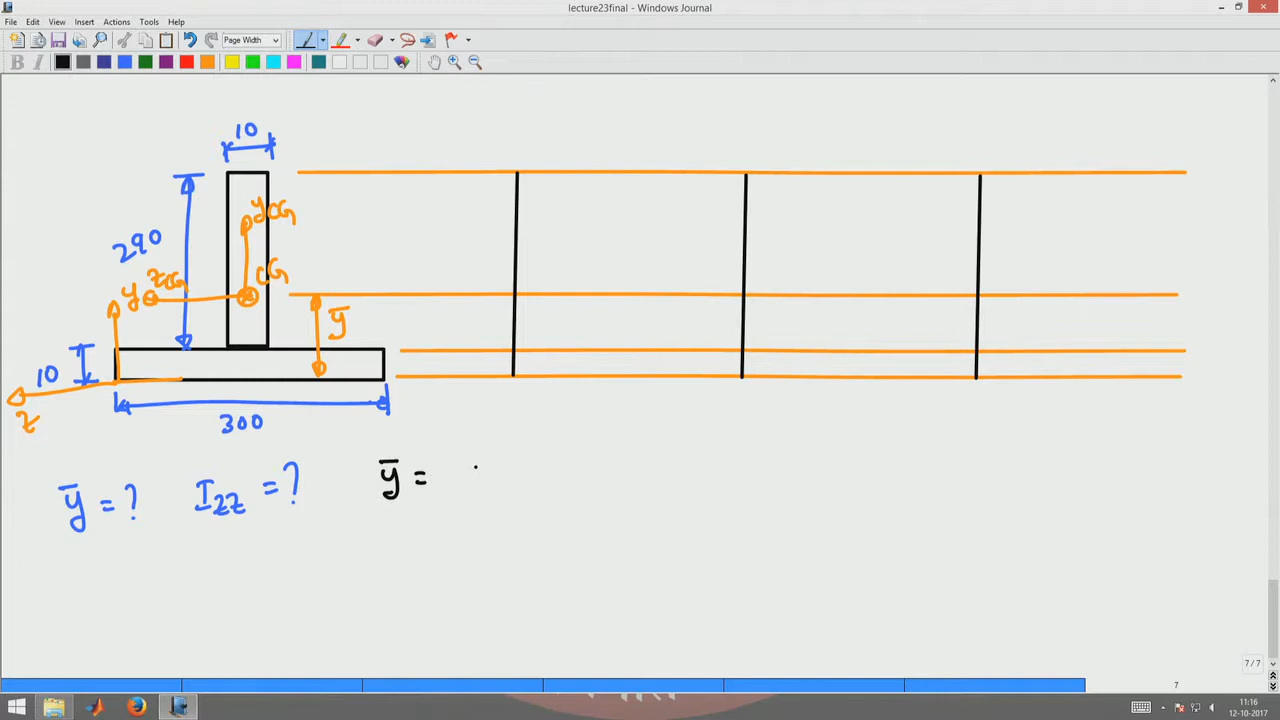 lecture23final - Windows Journal
File Edit View Insert Actions Tools Help
Page Width
B I
10
290
yCG
CG
zCG
y
ȳ
10
z
300
ȳ = ?
Izz = ?
ȳ =
7/7
7
11:16
12-10-2017